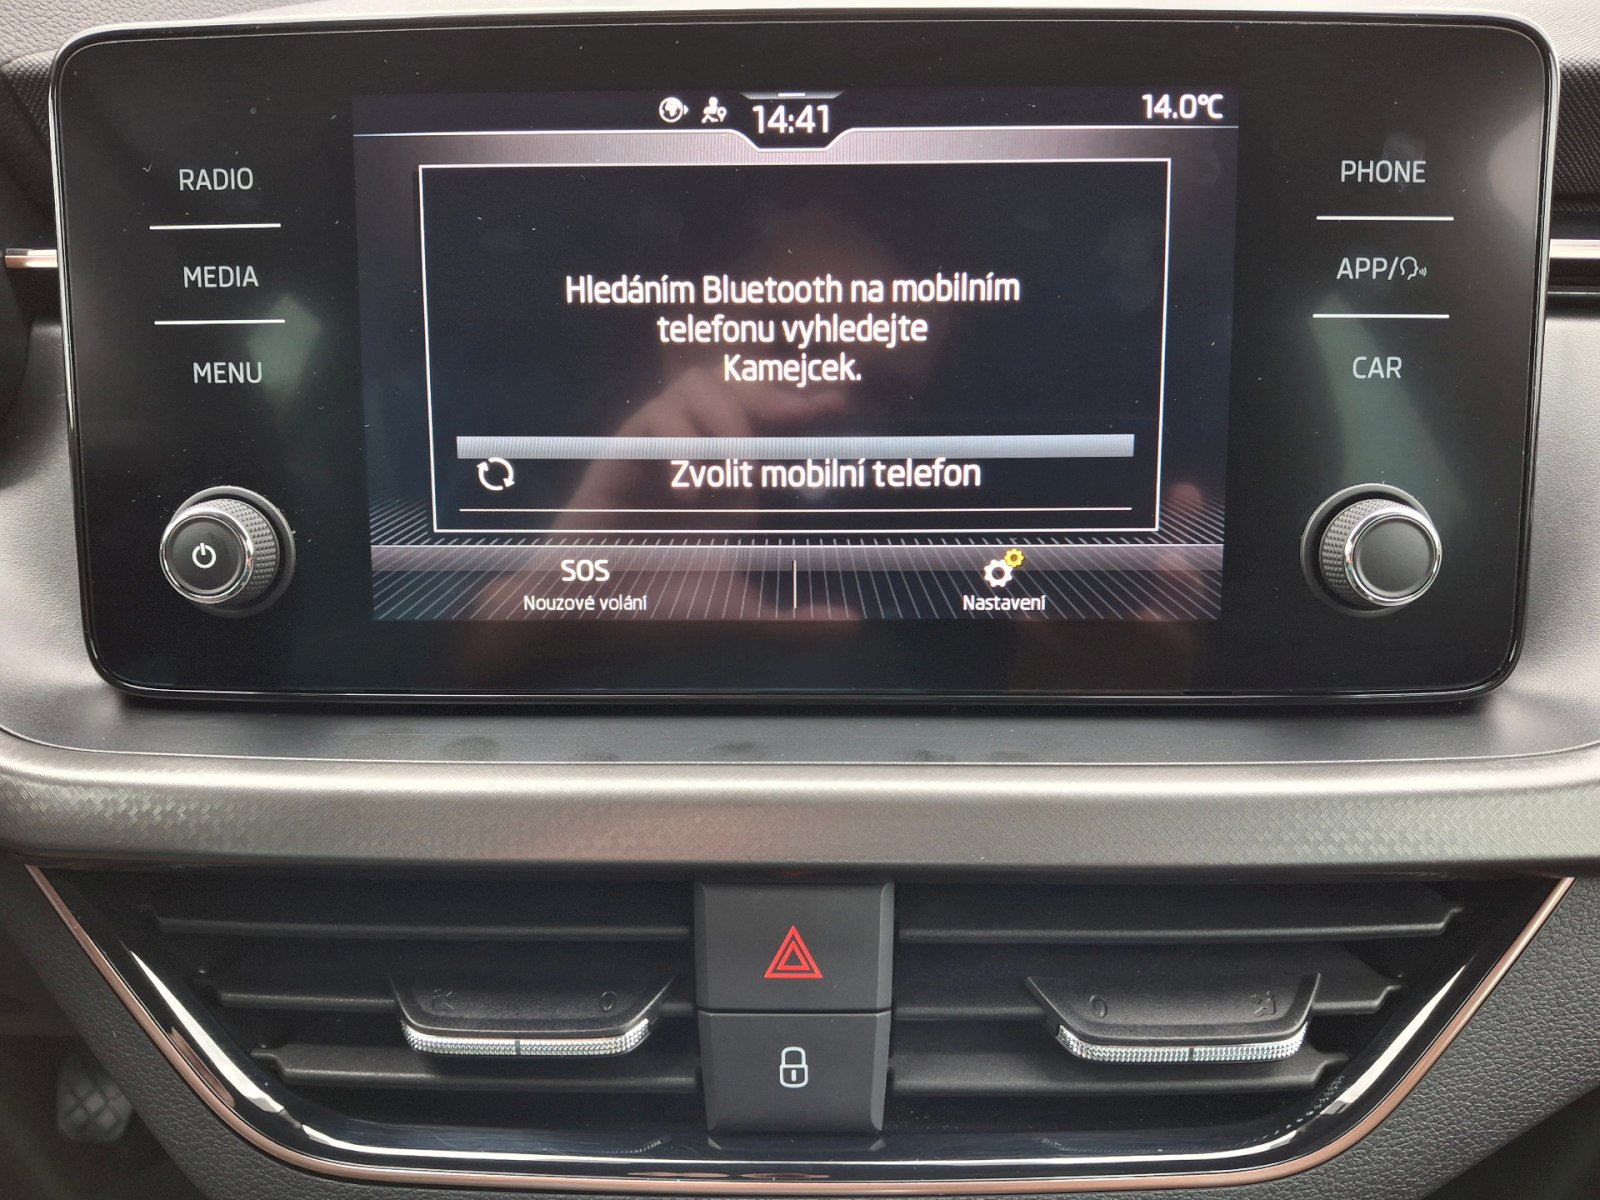 14:41
14.0°C
RADIO
MEDIA
MENU
PHONE
APP/
CAR
Hledáním Bluetooth na mobilním
telefonu vyhledejte
Kamejcek.
Zvolit mobilní telefon
SOS
Nouzové volání
Nastavení